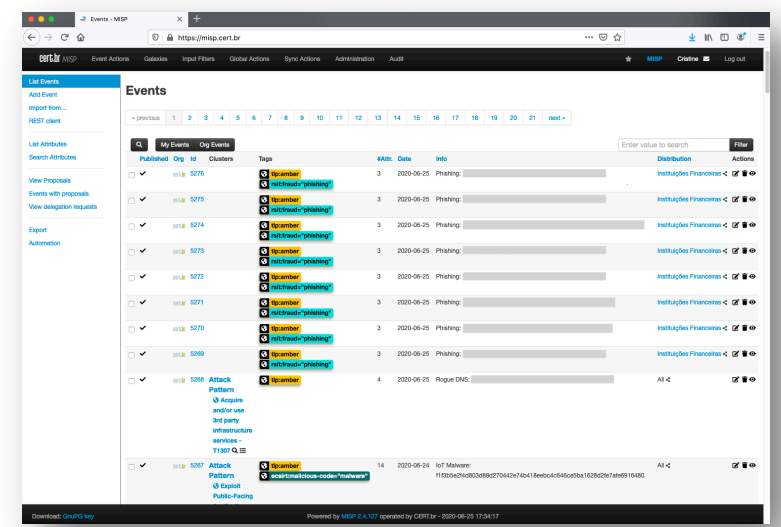 Events - MISP
https://misp.cert.br
cert.br MISP Event Actions Galaxies Input Filters Global Actions Sync Actions Administration Audit MISP Cristine Log out
List Events
Add Event
Import from...
REST client
List Attributes
Search Attributes
View Proposals
Events with proposals
View delegation requests
Export
Automation
Events
« previous 1 2 3 4 5 6 7 8 9 10 11 12 13 14 15 16 17 18 19 20 21 next »
My Events Org Events Enter value to search Filter
Published Org Id Clusters Tags #Attr. Date Info Distribution Actions
5276 tlp:amber 3 2020-06-25 Phishing: Instituições Financeiras
rsit:fraud="phishing"
5275 tlp:amber 3 2020-06-25 Phishing: Instituições Financeiras
rsit:fraud="phishing"
5274 tlp:amber 3 2020-06-25 Phishing: Instituições Financeiras
rsit:fraud="phishing"
5273 tlp:amber 3 2020-06-25 Phishing: Instituições Financeiras
rsit:fraud="phishing"
5272 tlp:amber 3 2020-06-25 Phishing: Instituições Financeiras
rsit:fraud="phishing"
5271 tlp:amber 3 2020-06-25 Phishing: Instituições Financeiras
rsit:fraud="phishing"
5270 tlp:amber 3 2020-06-25 Phishing: Instituições Financeiras
rsit:fraud="phishing"
5269 tlp:amber 3 2020-06-25 Phishing: Instituições Financeiras
rsit:fraud="phishing"
5268 Attack tlp:amber 4 2020-06-25 Rogue DNS: All
Pattern
Acquire
and/or use
3rd party
infrastructure
services -
T1307
5267 Attack tlp:amber 14 2020-06-24 IoT Malware: All
Pattern ecsirt:malicious-code="malware" f1f3b5e2f4d803d88d270442e74b418eebc4c646ce5ba1628d2fe7afe6916480
Exploit
Public-Facing
Download: GnuPG key Powered by MISP 2.4.127 operated by CERT.br - 2020-06-25 17:34:17